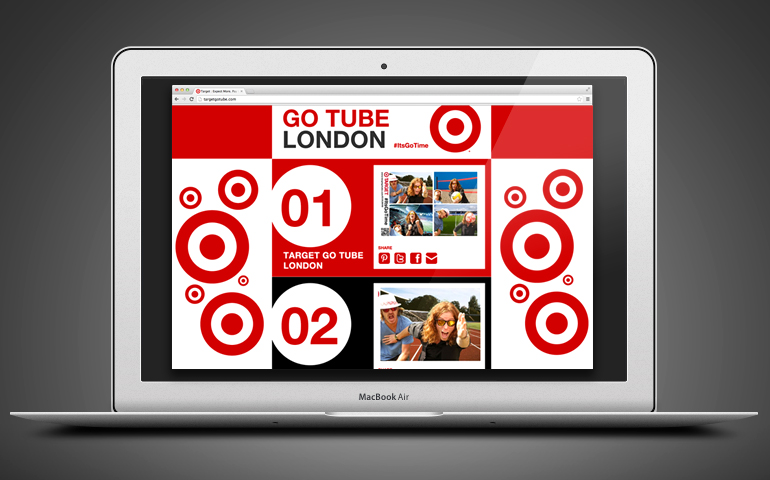 Target : Expect More. Pa
targetgotube.com
GO TUBE
LONDON
#ItsGoTime
01
TARGET GO TUBE
LONDON
TARGET #ItsGoTime
SHARE
02
MacBook Air